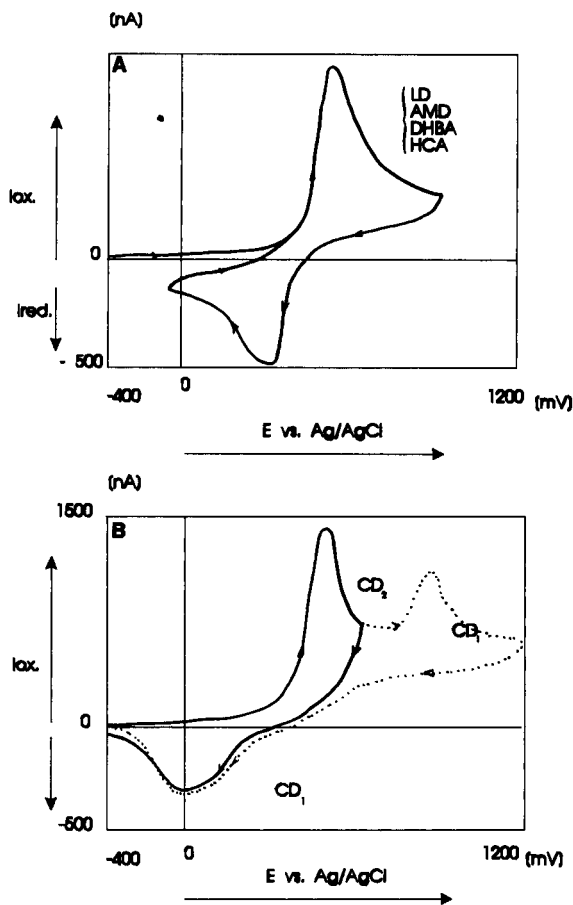 (nA)
A
LD
AMD
DHBA
HCA
Iox.
0
Ired.
- 500
-400
0
1200
(mV)
E vs. Ag/AgCl
(nA)
1500
B
CD2
CD1
Iox.
0
CD1
-500
-400
0
1200 (mV)
E vs. Ag/AgCl